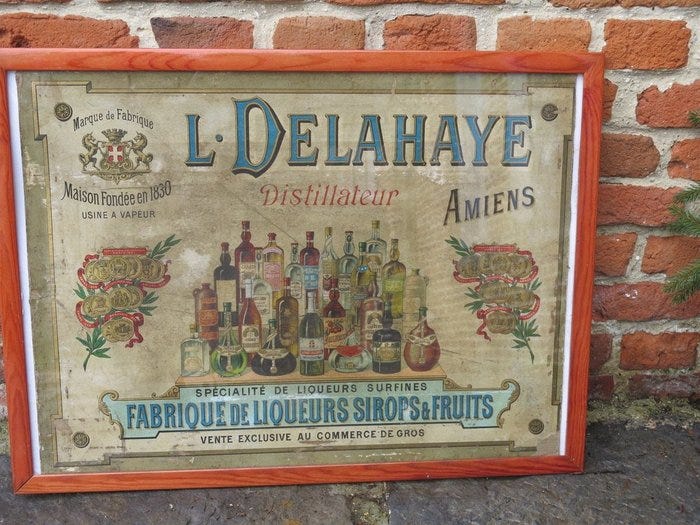 Marque de Fabrique
L. DELAHAYE
Maison Fondée en 1830
USINE A VAPEUR
Distillateur
AMIENS
SPÉCIALITÉ DE LIQUEURS SURFINES
FABRIQUE DE LIQUEURS SIROPS & FRUITS
VENTE EXCLUSIVE AU COMMERCE DE GROS